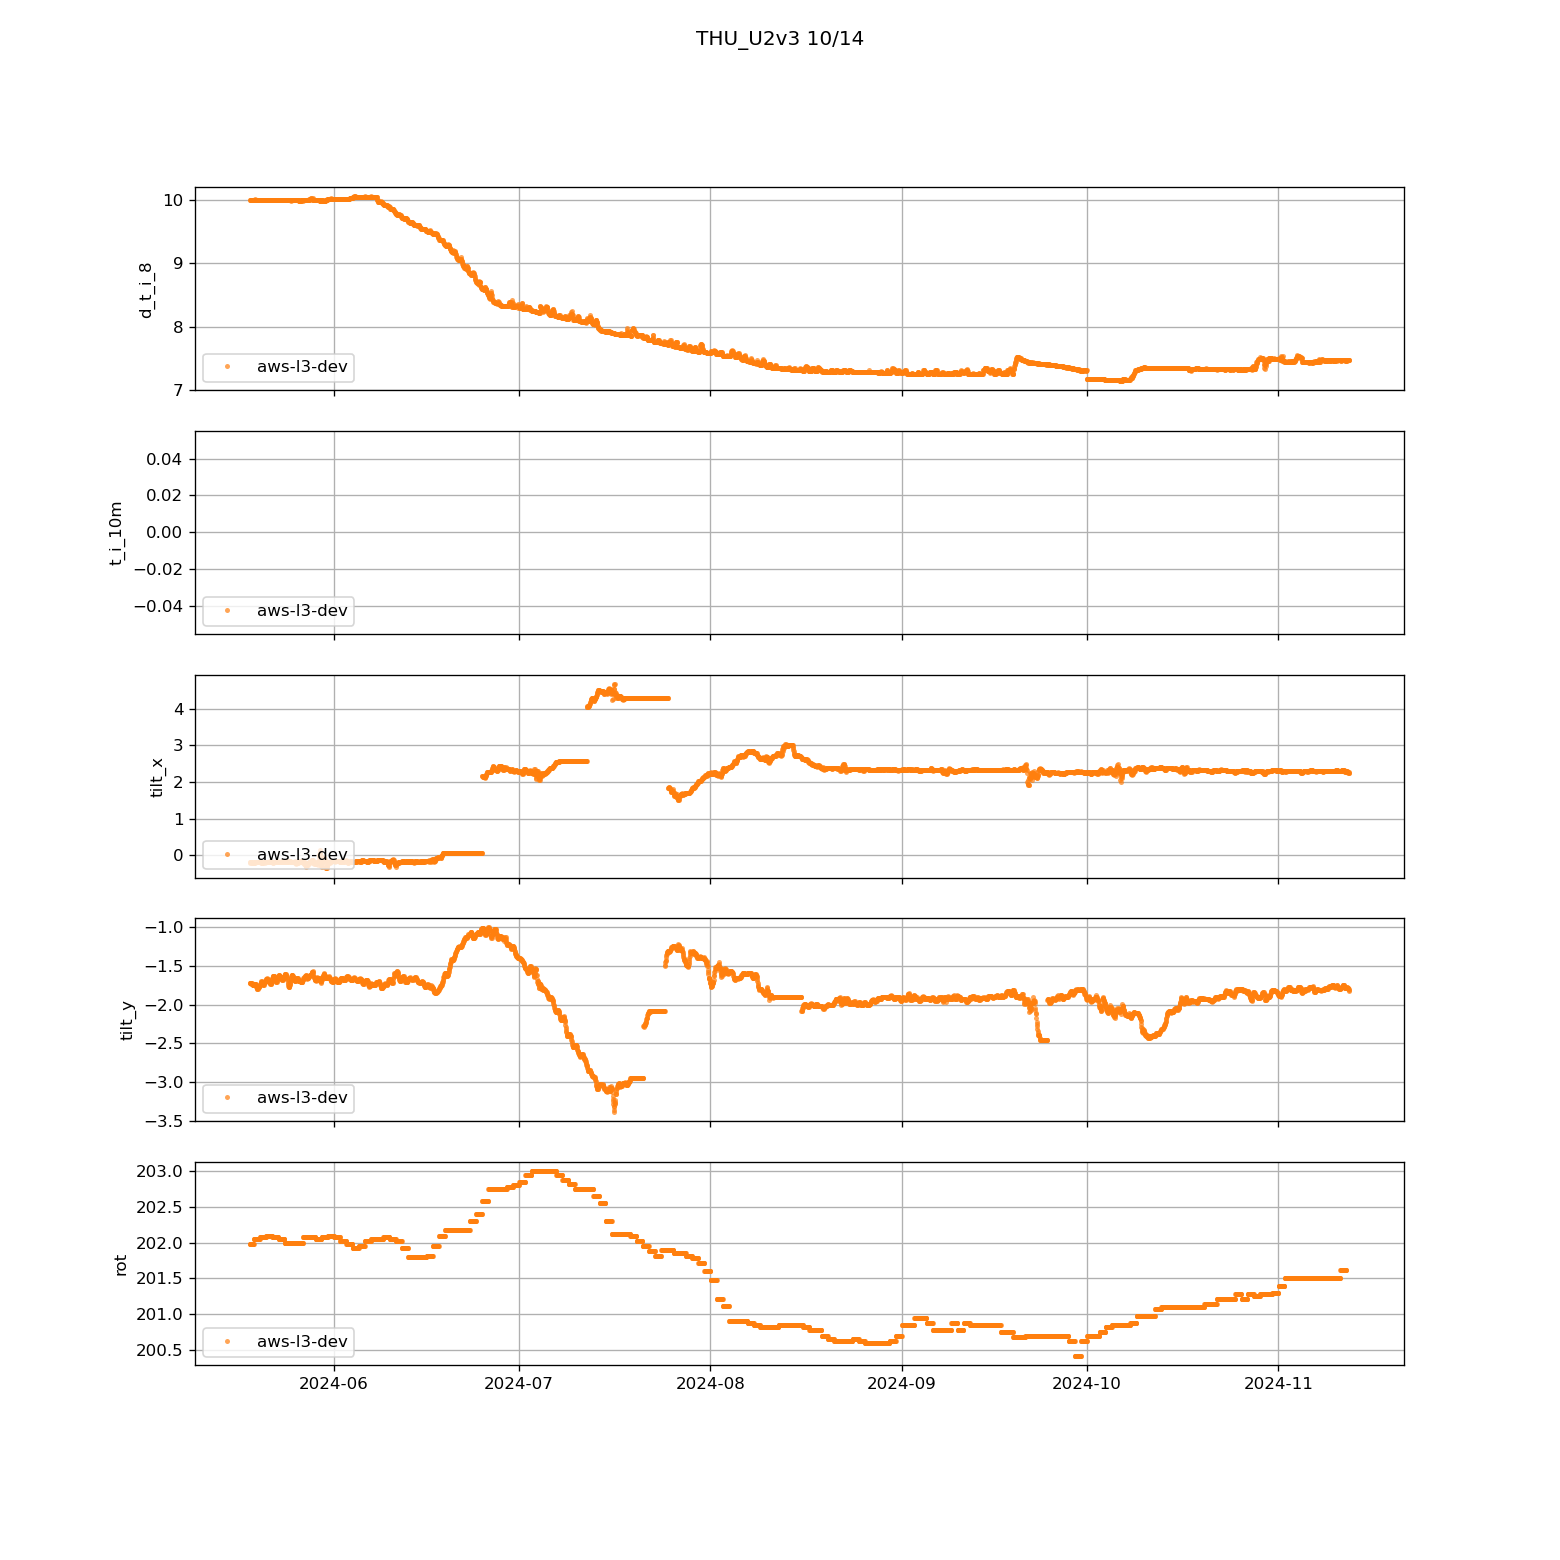 THU_U2v3 10/14
10
9
8
7
d_t_i_8
aws-l3-dev
0.04
0.02
0.00
−0.02
−0.04
t_i_10m
aws-l3-dev
4
3
2
1
0
tilt_x
aws-l3-dev
−1.0
−1.5
−2.0
−2.5
−3.0
−3.5
tilt_y
aws-l3-dev
203.0
202.5
202.0
201.5
201.0
200.5
rot
aws-l3-dev
2024-06 2024-07 2024-08 2024-09 2024-10 2024-11